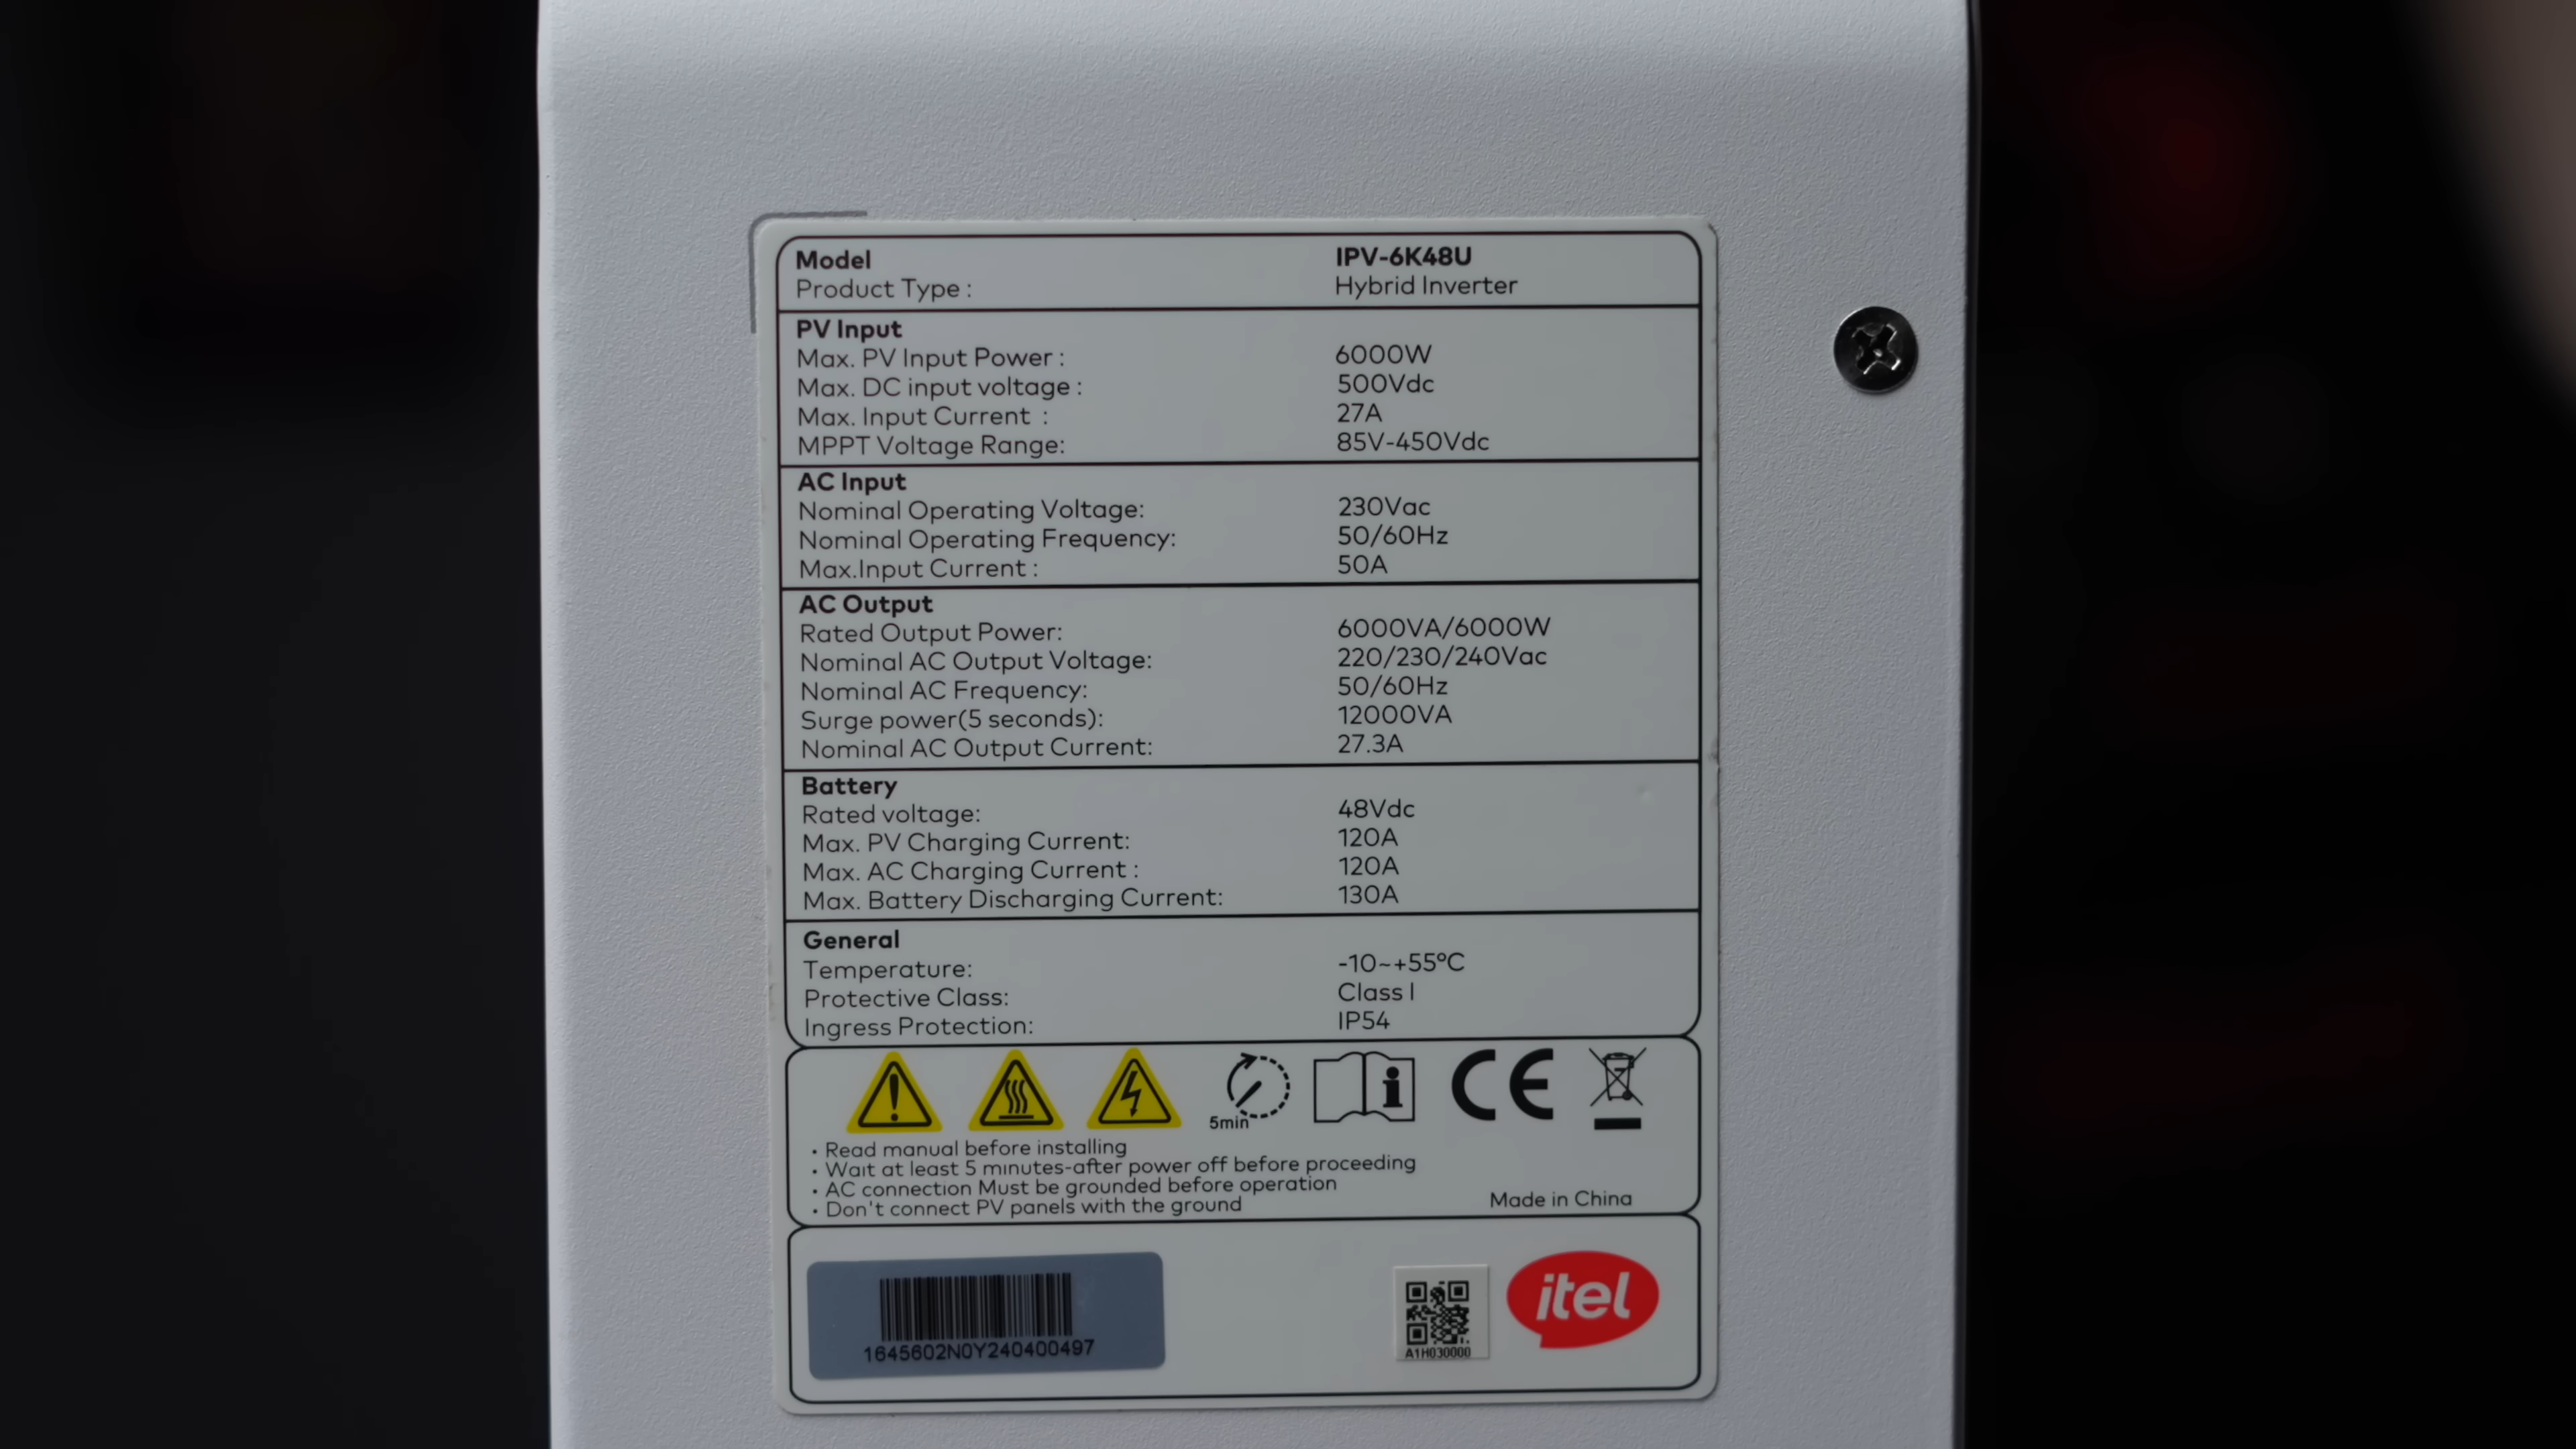 Model IPV-6K48U
Product Type : Hybrid Inverter
PV Input
Max. PV Input Power : 6000W
Max. DC input voltage : 500Vdc
Max. Input Current : 27A
MPPT Voltage Range: 85V-450Vdc
AC Input
Nominal Operating Voltage: 230Vac
Nominal Operating Frequency: 50/60Hz
Max.Input Current : 50A
AC Output
Rated Output Power: 6000VA/6000W
Nominal AC Output Voltage: 220/230/240Vac
Nominal AC Frequency: 50/60Hz
Surge power(5 seconds): 12000VA
Nominal AC Output Current: 27.3A
Battery
Rated voltage: 48Vdc
Max. PV Charging Current: 120A
Max. AC Charging Current : 120A
Max. Battery Discharging Current: 130A
General
Temperature: -10~+55°C
Protective Class: Class I
Ingress Protection: IP54
5min
CE
• Read manual before installing
• Wait at least 5 minutes-after power off before proceeding
• AC connection Must be grounded before operation
• Don't connect PV panels with the ground
Made in China
1645602N0Y240400497
A1H030000
itel